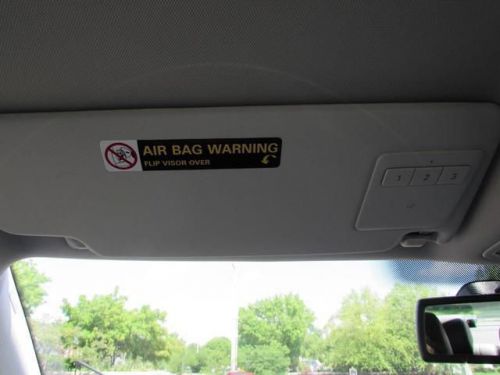 AIR BAG WARNING
FLIP VISOR OVER
1 2 3